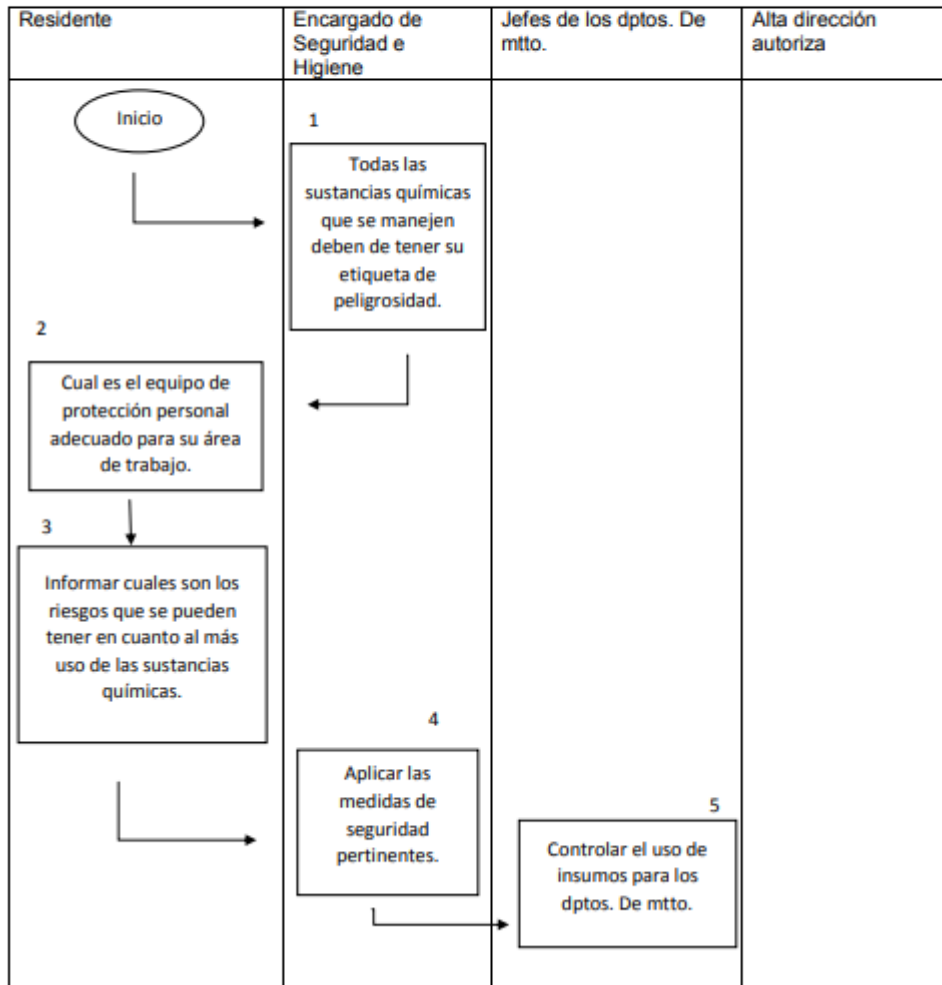 Residente
Encargado de
Seguridad e
Higiene
Jefes de los dptos. De
mtto.
Alta dirección
autoriza
Inicio
1
Todas las
sustancias químicas
que se manejen
deben de tener su
etiqueta de
peligrosidad.
2
Cual es el equipo de
protección personal
adecuado para su área
de trabajo.
3
Informar cuales son los
riesgos que se pueden
tener en cuanto al más
uso de las sustancias
químicas.
4
Aplicar las
medidas de
seguridad
pertinentes.
5
Controlar el uso de
insumos para los
dptos. De mtto.